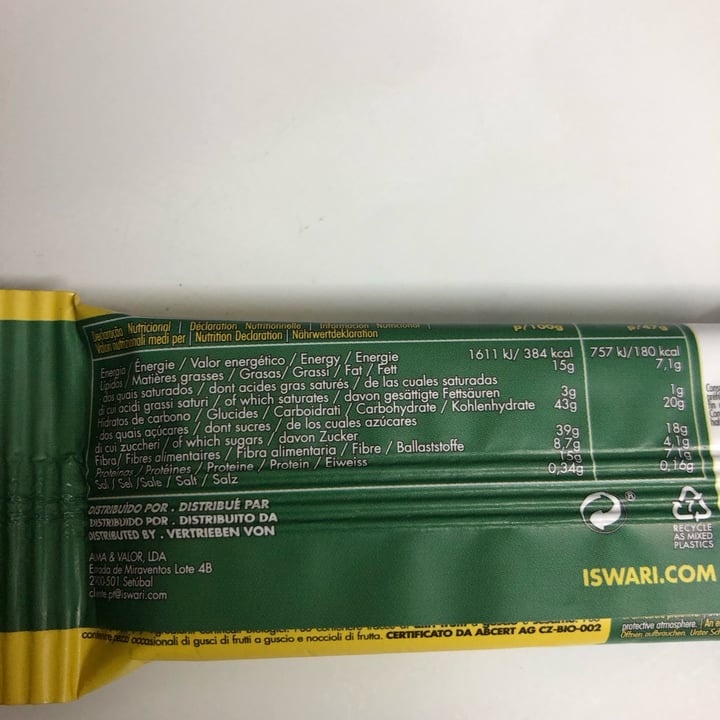 Declaração Nutricional | Déclaration Nutritionnelle | Información Nutricional p/100g p/47g
Valori nutrizionali medi per | Nutrition Declaration | Nährwertdeklaration
Energia / Énergie / Valor energético / Energy / Energie 1611 kJ/ 384 kcal 757 kJ/180 kcal
Lípidos / Matières grasses / Grasas/ Grassi / Fat / Fett 15g 7,1g
dos quais saturados / dont acides gras saturés / de las cuales saturadas
di cui acidi grassi saturi / of which saturates / davon gesättigte Fettsäuren 3g 1g
Hidratos de carbono / Glucides / Carboidrati / Carbohydrate / Kohlenhydrate 43g 20g
dos quais açúcares / dont sucres / de los cuales azúcares
di cui zuccheri / of which sugars / davon Zucker 39g 18g
Fibra/ Fibres alimentaires / Fibra alimentaria / Fibre / Ballaststoffe 8,7g 4,1g
Proteínas / Protéines / Proteine / Protein / Eiweiss 15g 7,1g
Sal / Sel /Sale / Salt / Salz 0,34g 0,16g
DISTRIBUÍDO POR . DISTRIBUÉ PAR
DISTRIBUIDO POR . DISTRIBUITO DA
DISTRIBUTED BY . VERTRIEBEN VON
AMA & VALOR, LDA
Estrada de Miraventos Lote 4B
2900-501 Setúbal
cliente.pt@iswari.com
®
7
RECYCLE
AS MIXED
PLASTICS
ISWARI.COM
occasionali di gusci di frutti a guscio e noccioli di frutta. CERTIFICATO DA ABCERT AG CZ-BIO-002
protective atmosphere. | An
Öffnen aufbrauchen. Unter